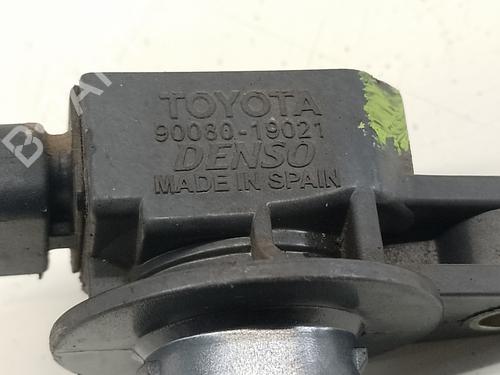 TOYOTA
90080-19021
DENSO
MADE IN SPAIN